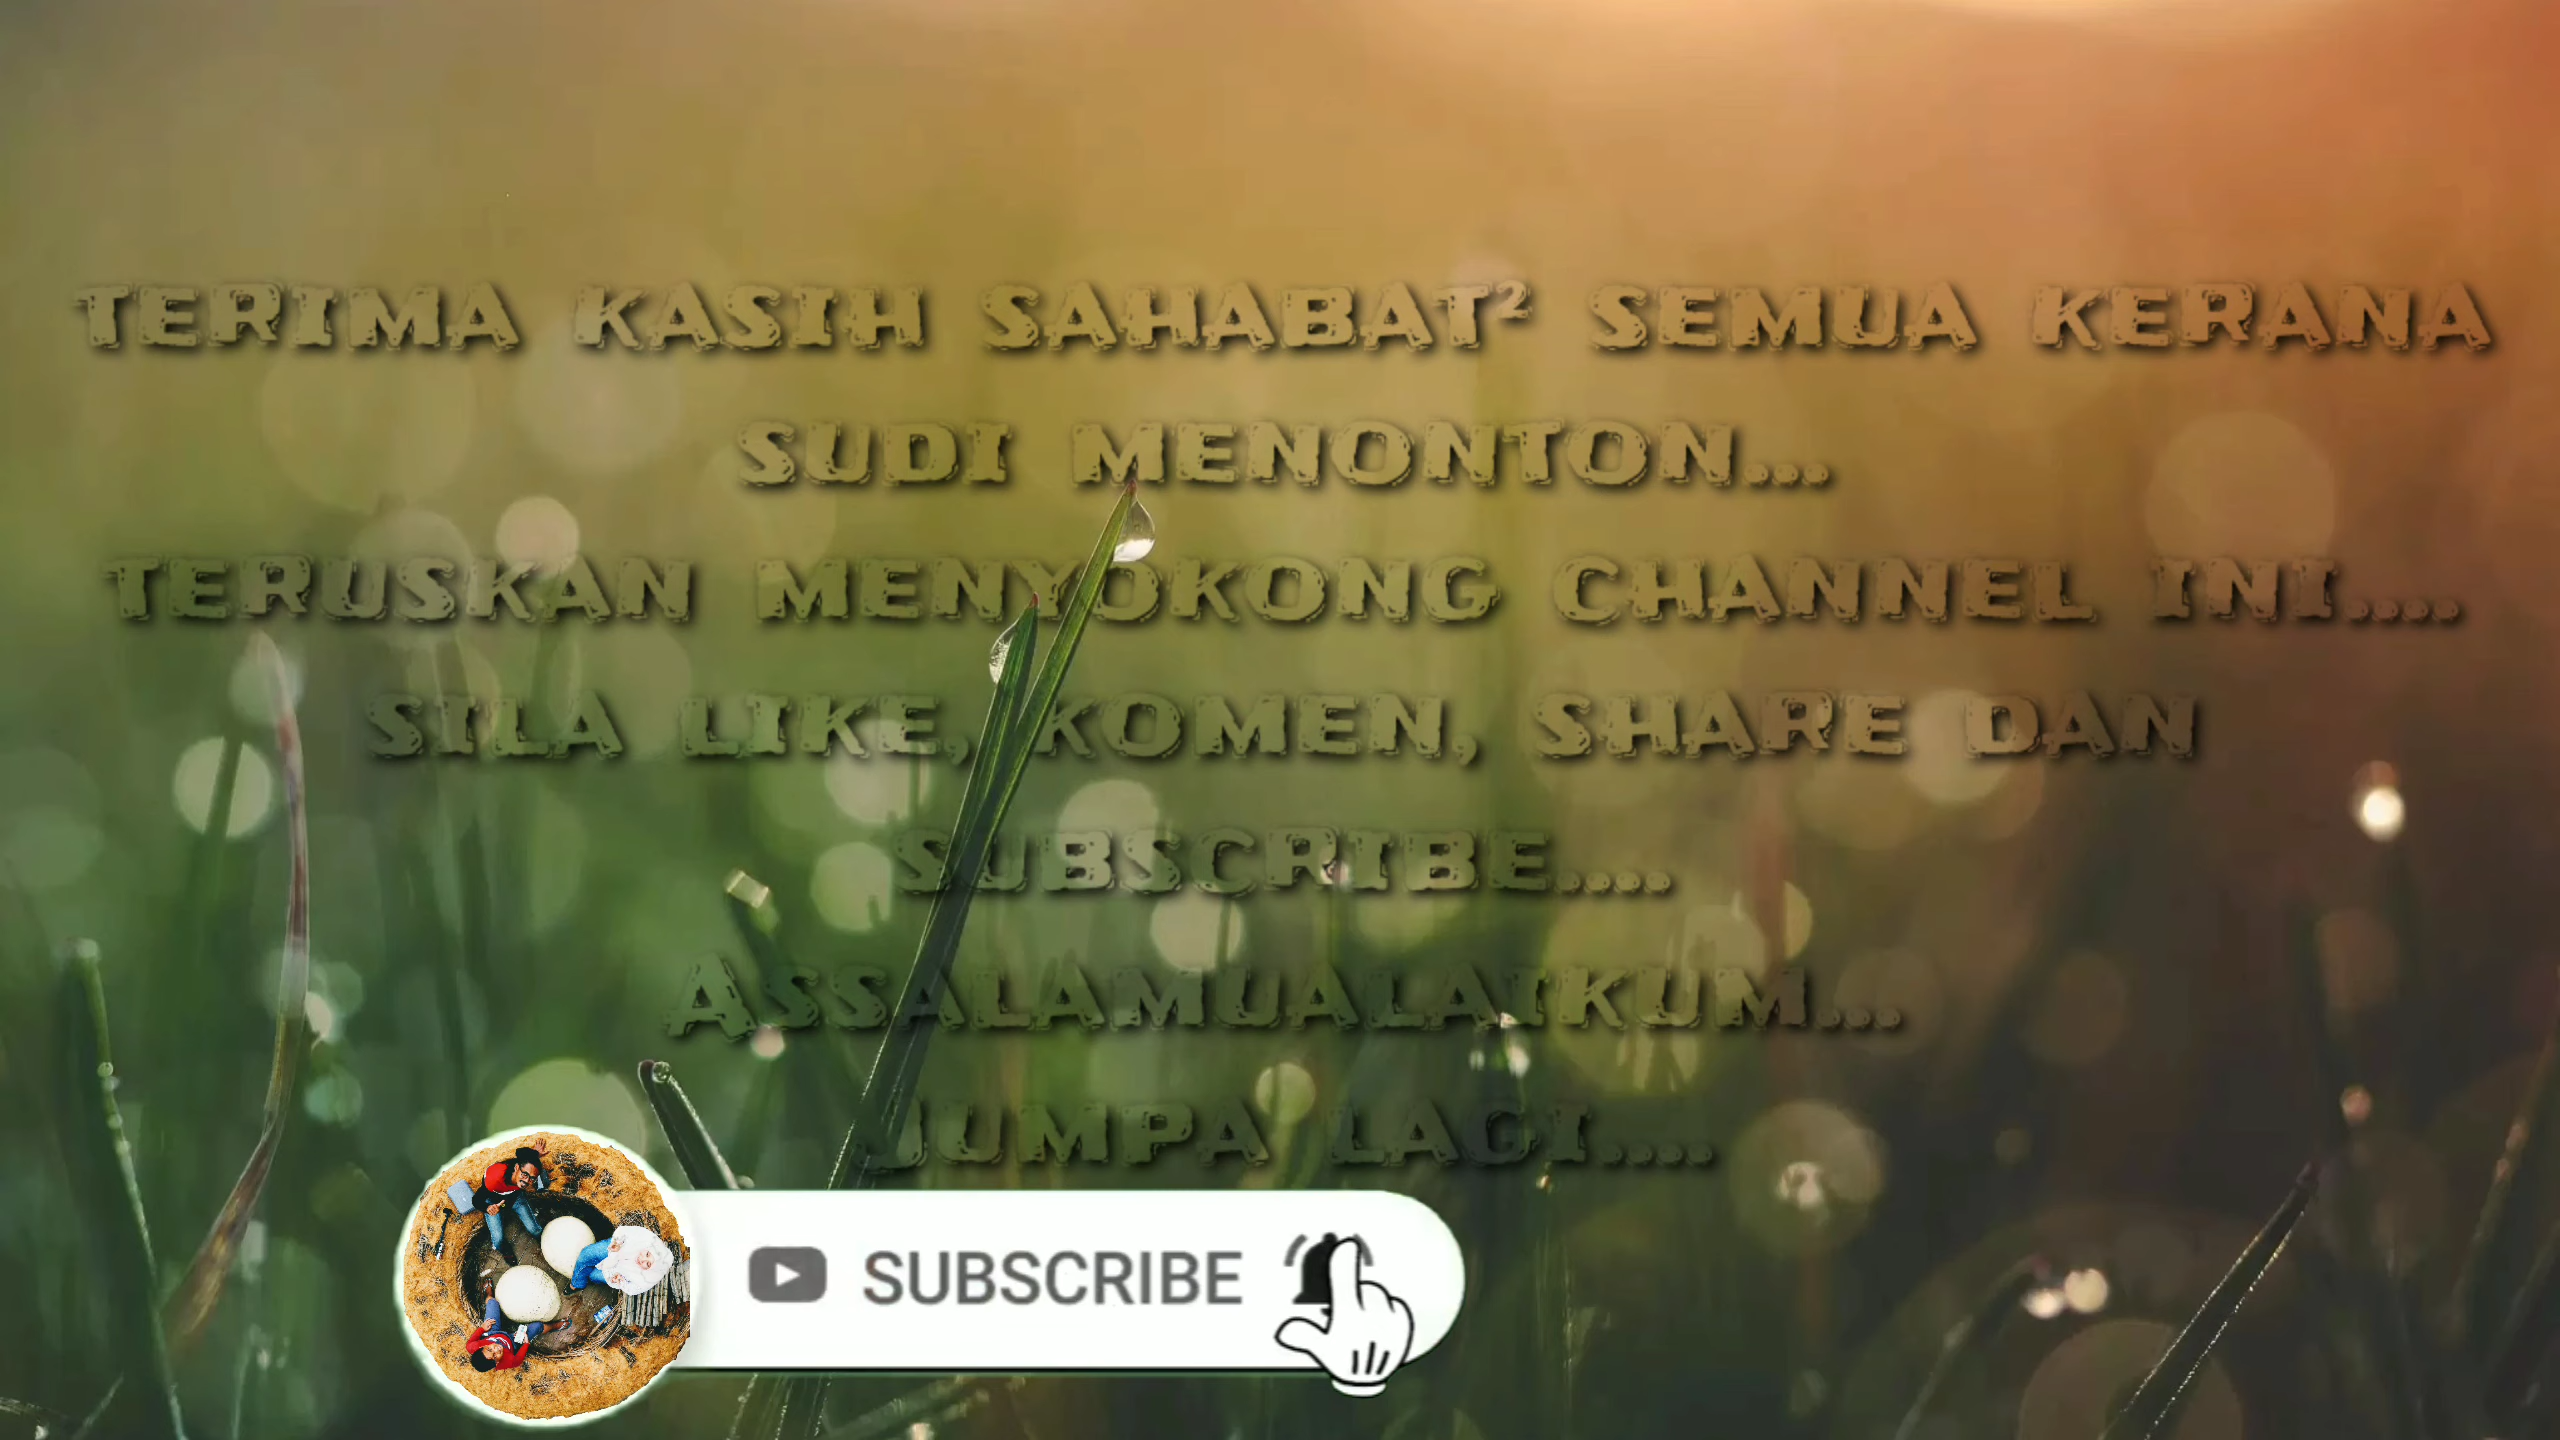 TERIMA KASIH SAHABAT² SEMUA KERANA
SUDI MENONTON...
TERUSKAN MENYOKONG CHANNEL INI....
SILA LIKE, KOMEN, SHARE DAN
SUBSCRIBE....
ASSALAMUALAIKUM...
JUMPA LAGI....
SUBSCRIBE